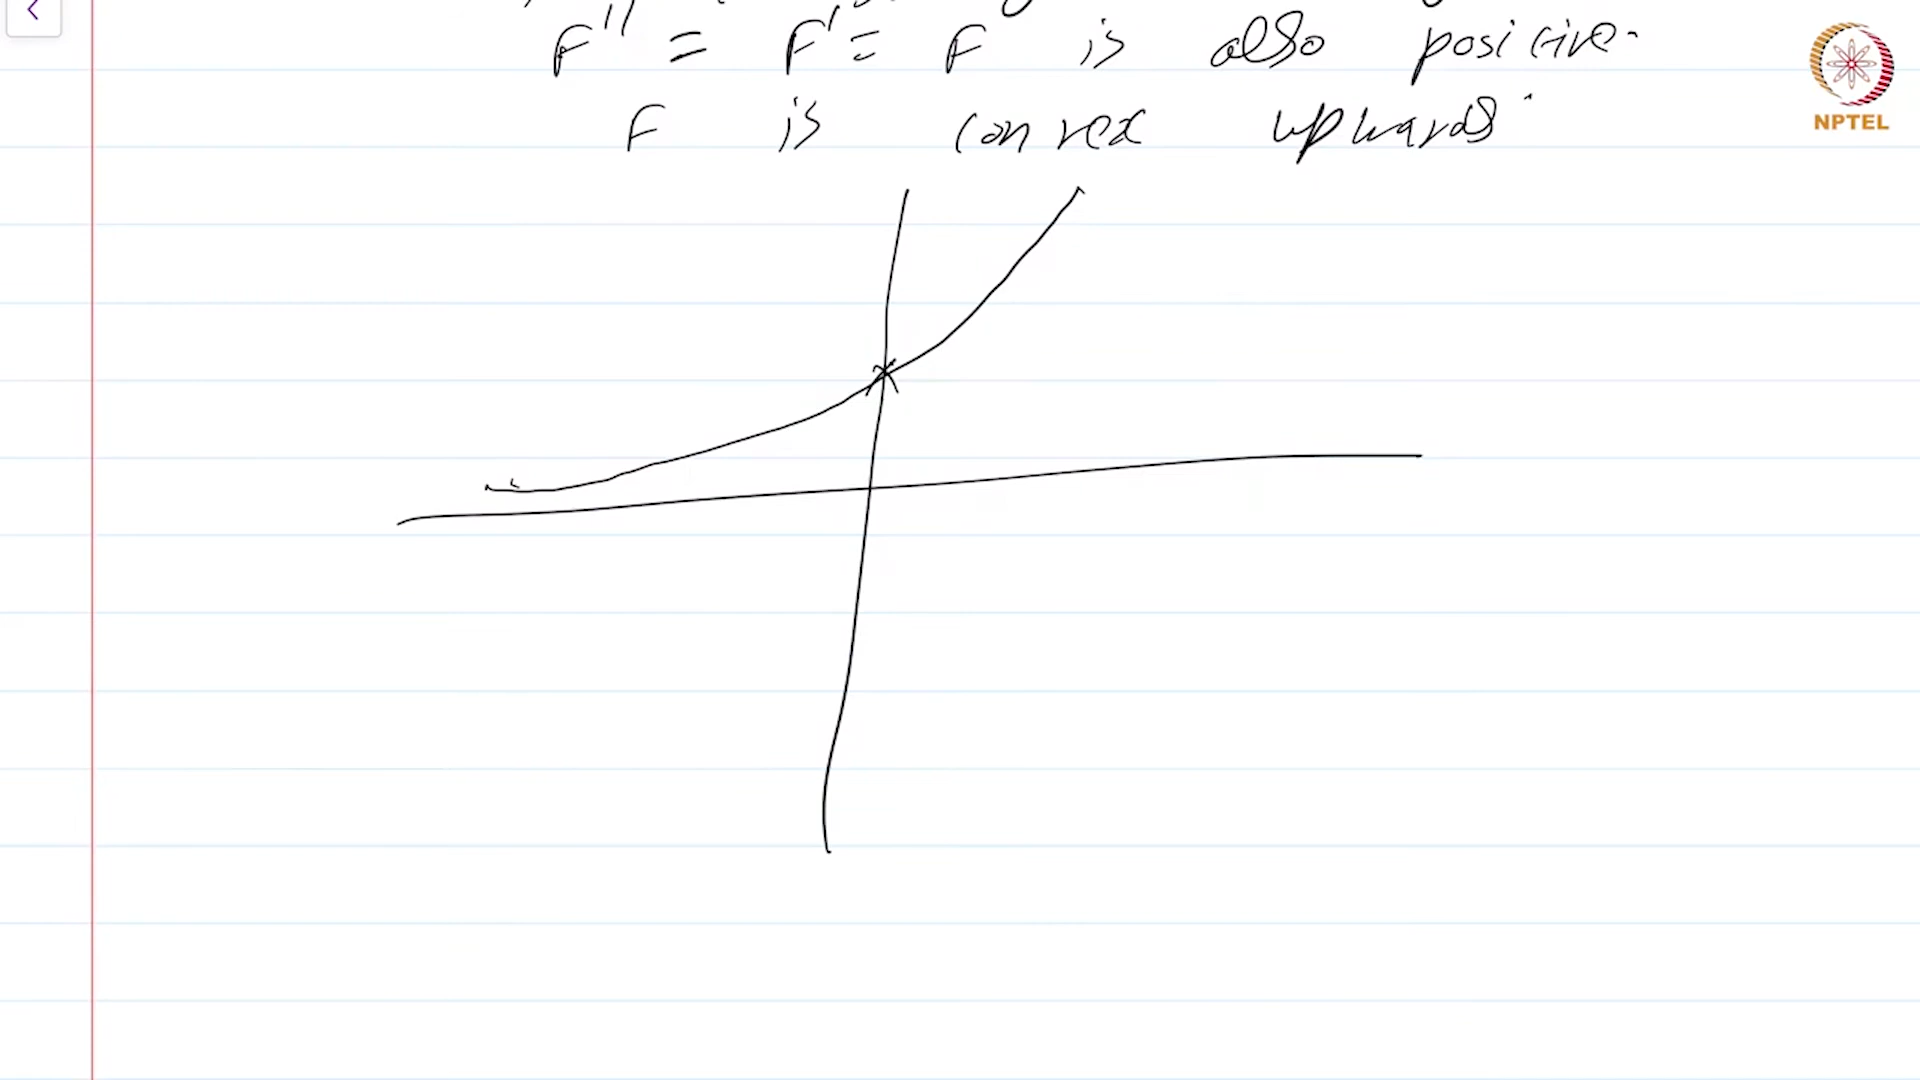 F'' = F' = F is also positive.
F is convex upwards.
NPTEL